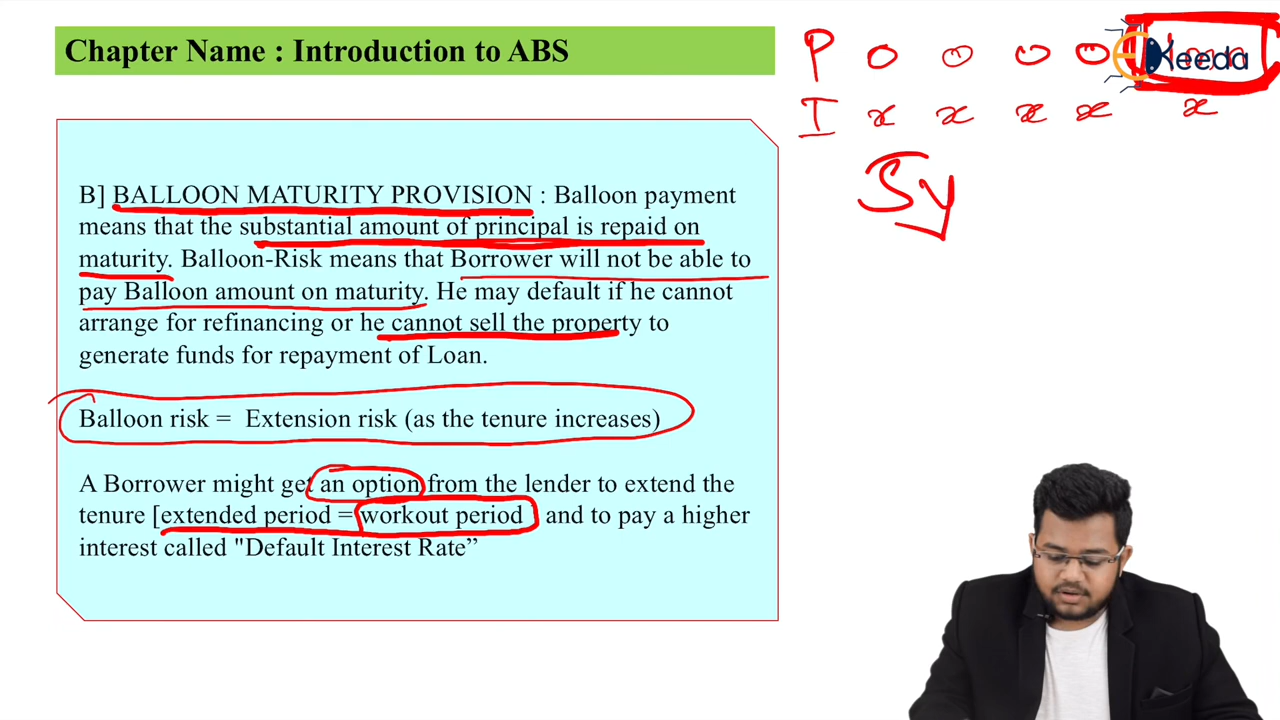 Chapter Name : Introduction to ABS
P O O O O
Keeda
I x x x x x
5y
B] BALLOON MATURITY PROVISION : Balloon payment
means that the substantial amount of principal is repaid on
maturity. Balloon-Risk means that Borrower will not be able to
pay Balloon amount on maturity. He may default if he cannot
arrange for refinancing or he cannot sell the property to
generate funds for repayment of Loan.
Balloon risk = Extension risk (as the tenure increases)
A Borrower might get an option from the lender to extend the
tenure [extended period = workout period and to pay a higher
interest called "Default Interest Rate”